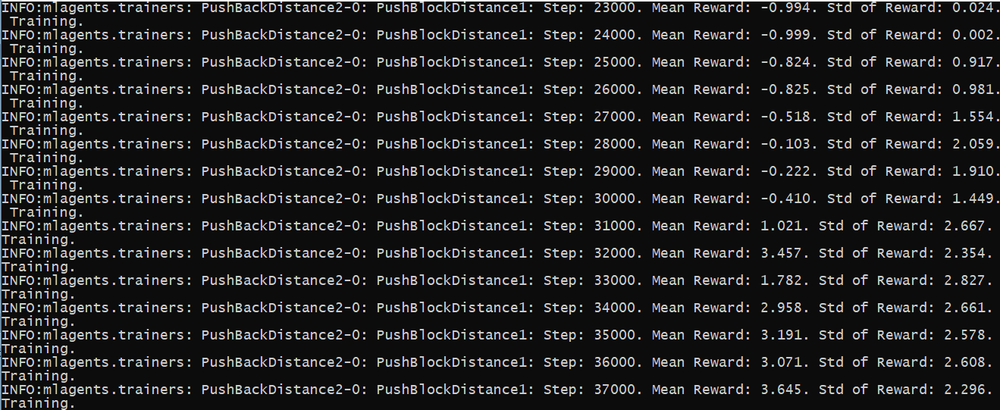 INFO:mlagents.trainers: PushBackDistance2-0: PushBlockDistance1: Step: 23000. Mean Reward: -0.994. Std of Reward: 0.024.
Training.
INFO:mlagents.trainers: PushBackDistance2-0: PushBlockDistance1: Step: 24000. Mean Reward: -0.999. Std of Reward: 0.002.
Training.
INFO:mlagents.trainers: PushBackDistance2-0: PushBlockDistance1: Step: 25000. Mean Reward: -0.824. Std of Reward: 0.917.
Training.
INFO:mlagents.trainers: PushBackDistance2-0: PushBlockDistance1: Step: 26000. Mean Reward: -0.825. Std of Reward: 0.981.
Training.
INFO:mlagents.trainers: PushBackDistance2-0: PushBlockDistance1: Step: 27000. Mean Reward: -0.518. Std of Reward: 1.554.
Training.
INFO:mlagents.trainers: PushBackDistance2-0: PushBlockDistance1: Step: 28000. Mean Reward: -0.103. Std of Reward: 2.059.
Training.
INFO:mlagents.trainers: PushBackDistance2-0: PushBlockDistance1: Step: 29000. Mean Reward: -0.222. Std of Reward: 1.910.
Training.
INFO:mlagents.trainers: PushBackDistance2-0: PushBlockDistance1: Step: 30000. Mean Reward: -0.410. Std of Reward: 1.449.
Training.
INFO:mlagents.trainers: PushBackDistance2-0: PushBlockDistance1: Step: 31000. Mean Reward: 1.021. Std of Reward: 2.667.
Training.
INFO:mlagents.trainers: PushBackDistance2-0: PushBlockDistance1: Step: 32000. Mean Reward: 3.457. Std of Reward: 2.354.
Training.
INFO:mlagents.trainers: PushBackDistance2-0: PushBlockDistance1: Step: 33000. Mean Reward: 1.782. Std of Reward: 2.827.
Training.
INFO:mlagents.trainers: PushBackDistance2-0: PushBlockDistance1: Step: 34000. Mean Reward: 2.958. Std of Reward: 2.661.
Training.
INFO:mlagents.trainers: PushBackDistance2-0: PushBlockDistance1: Step: 35000. Mean Reward: 3.191. Std of Reward: 2.578.
Training.
INFO:mlagents.trainers: PushBackDistance2-0: PushBlockDistance1: Step: 36000. Mean Reward: 3.071. Std of Reward: 2.608.
Training.
INFO:mlagents.trainers: PushBackDistance2-0: PushBlockDistance1: Step: 37000. Mean Reward: 3.645. Std of Reward: 2.296.
Training.